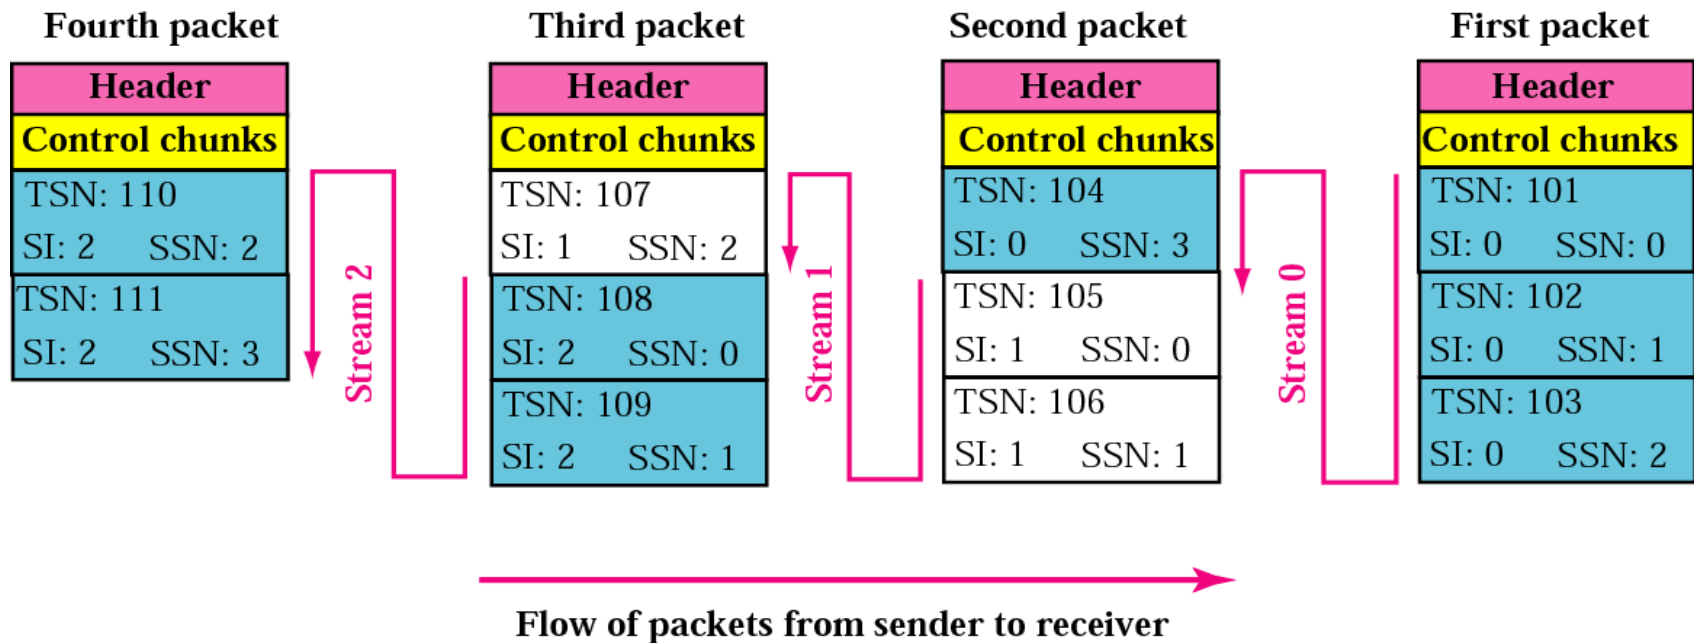 Fourth packet
Header
Control chunks
TSN: 110
SI: 2 SSN: 2
TSN: 111
SI: 2 SSN: 3
Stream 2
Third packet
Header
Control chunks
TSN: 107
SI: 1 SSN: 2
TSN: 108
SI: 2 SSN: 0
TSN: 109
SI: 2 SSN: 1
Stream 1
Second packet
Header
Control chunks
TSN: 104
SI: 0 SSN: 3
TSN: 105
SI: 1 SSN: 0
TSN: 106
SI: 1 SSN: 1
Stream 0
First packet
Header
Control chunks
TSN: 101
SI: 0 SSN: 0
TSN: 102
SI: 0 SSN: 1
TSN: 103
SI: 0 SSN: 2
Flow of packets from sender to receiver